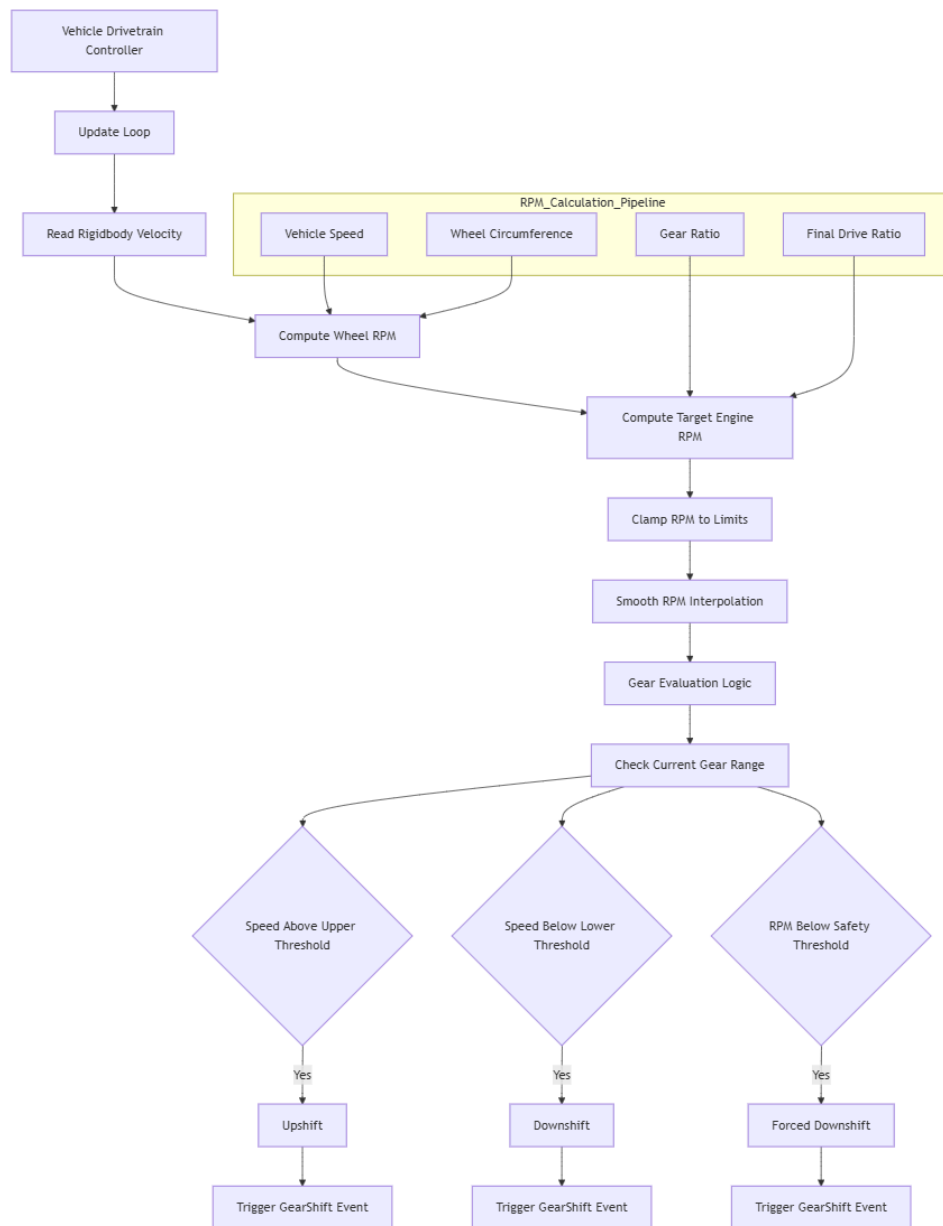 Vehicle Drivetrain
Controller
Update Loop
RPM_Calculation_Pipeline
Read Rigidbody Velocity
Vehicle Speed
Wheel Circumference
Gear Ratio
Final Drive Ratio
Compute Wheel RPM
Compute Target Engine
RPM
Clamp RPM to Limits
Smooth RPM Interpolation
Gear Evaluation Logic
Check Current Gear Range
Speed Above Upper
Threshold
Speed Below Lower
Threshold
RPM Below Safety
Threshold
Yes
Yes
Yes
Upshift
Downshift
Forced Downshift
Trigger GearShift Event
Trigger GearShift Event
Trigger GearShift Event